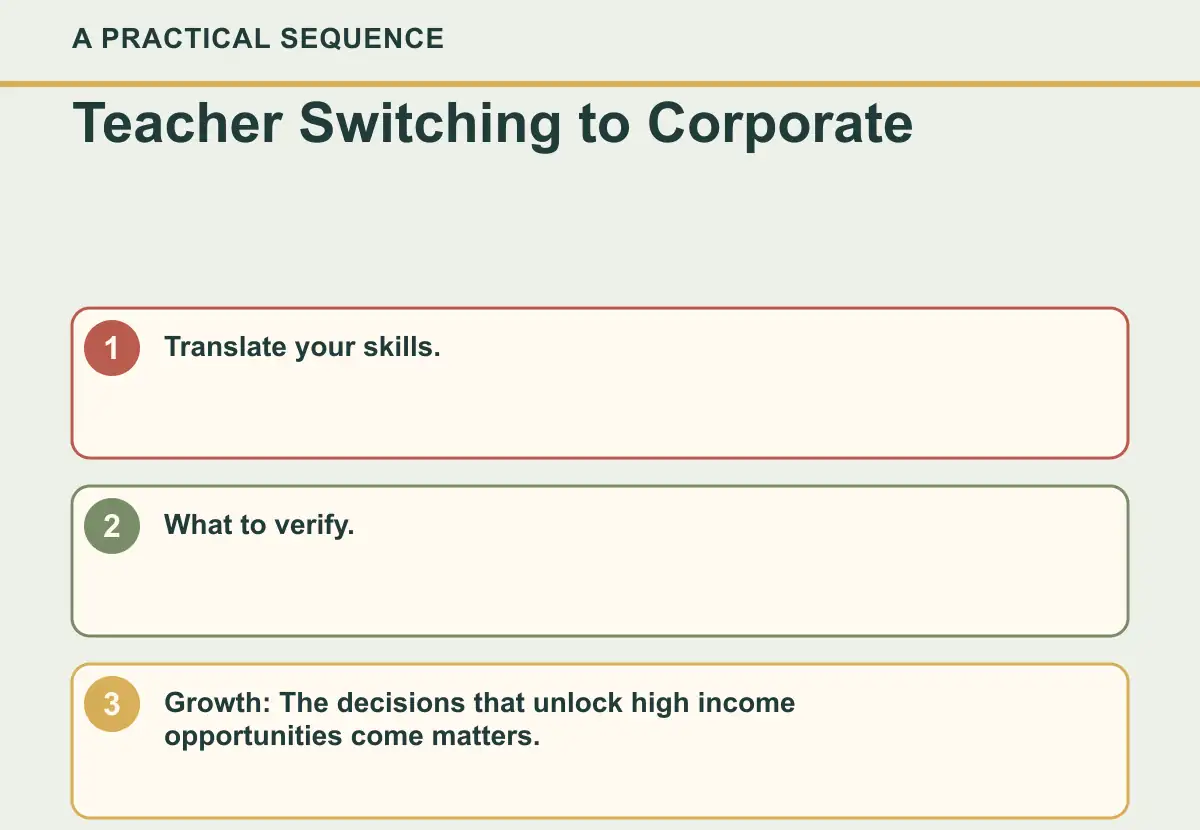 A PRACTICAL SEQUENCE
Teacher Switching to Corporate
1
Translate your skills.
2
What to verify.
3
Growth: The decisions that unlock high income
opportunities come matters.